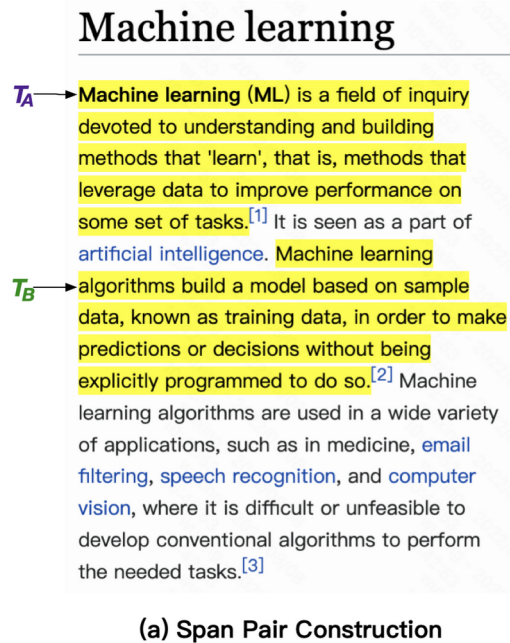 Machine learning
T_A Machine learning (ML) is a field of inquiry
devoted to understanding and building
methods that 'learn', that is, methods that
leverage data to improve performance on
some set of tasks.[1] It is seen as a part of
artificial intelligence. Machine learning
T_B algorithms build a model based on sample
data, known as training data, in order to make
predictions or decisions without being
explicitly programmed to do so.[2] Machine
learning algorithms are used in a wide variety
of applications, such as in medicine, email
filtering, speech recognition, and computer
vision, where it is difficult or unfeasible to
develop conventional algorithms to perform
the needed tasks.[3]
(a) Span Pair Construction